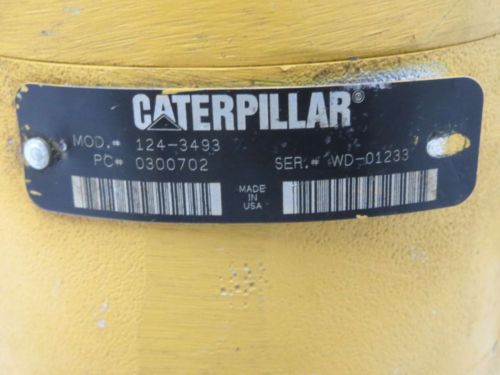 CATERPILLAR®
MOD.# 124-3493
PC# 0300702 SER.# WD-01233
MADE
IN
USA